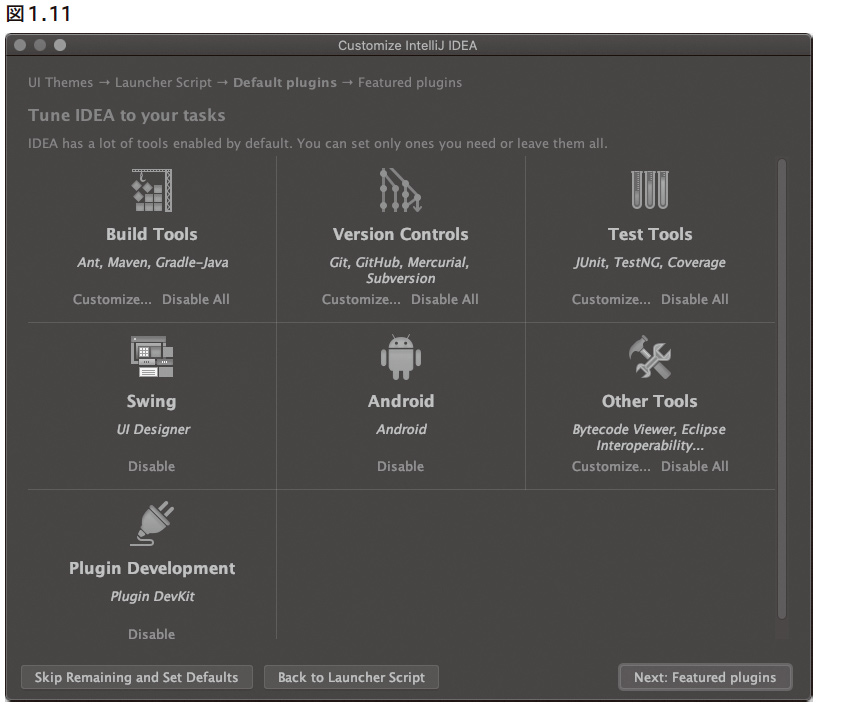 図1.11
Customize IntelliJ IDEA
UI Themes → Launcher Script → Default plugins → Featured plugins
Tune IDEA to your tasks
IDEA has a lot of tools enabled by default. You can set only ones you need or leave them all.
Build Tools
Ant, Maven, Gradle-Java
Customize... Disable All
Version Controls
Git, GitHub, Mercurial,
Subversion
Customize... Disable All
Test Tools
JUnit, TestNG, Coverage
Customize... Disable All
Swing
UI Designer
Disable
Android
Android
Disable
Other Tools
Bytecode Viewer, Eclipse
Interoperability...
Customize... Disable All
Plugin Development
Plugin DevKit
Disable
Skip Remaining and Set Defaults
Back to Launcher Script
Next: Featured plugins